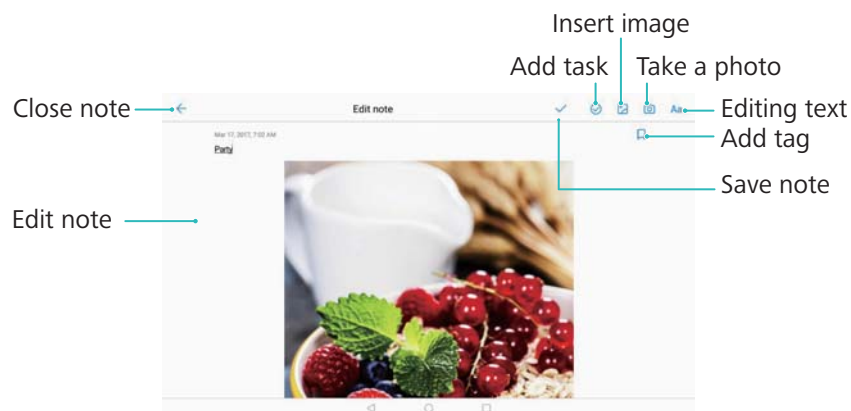 Insert image
Add task
Take a photo
Close note
Edit note
Aa
Editing text
Mar 17, 2017, 7:02 AM
Add tag
Party
Save note
Edit note